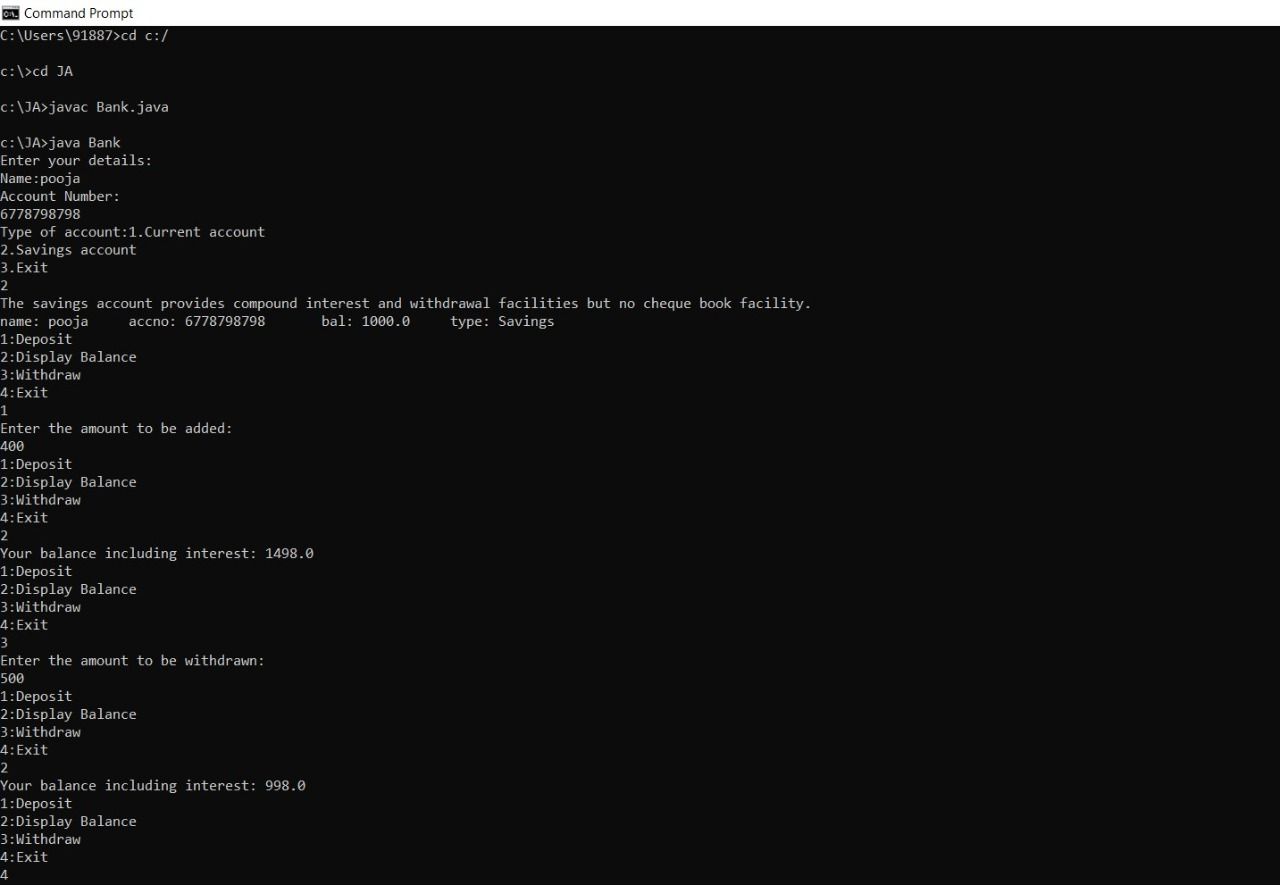 Command Prompt
C:\Users\91887>cd c:/
c:\>cd JA
c:\JA>javac Bank.java
c:\JA>java Bank
Enter your details:
Name:pooja
Account Number:
6778798798
Type of account:1.Current account
2.Savings account
3.Exit
2
The savings account provides compound interest and withdrawal facilities but no cheque book facility.
name: pooja     accno: 6778798798       bal: 1000.0     type: Savings
1:Deposit
2:Display Balance
3:Withdraw
4:Exit
1
Enter the amount to be added:
400
1:Deposit
2:Display Balance
3:Withdraw
4:Exit
2
Your balance including interest: 1498.0
1:Deposit
2:Display Balance
3:Withdraw
4:Exit
3
Enter the amount to be withdrawn:
500
1:Deposit
2:Display Balance
3:Withdraw
4:Exit
2
Your balance including interest: 998.0
1:Deposit
2:Display Balance
3:Withdraw
4:Exit
4